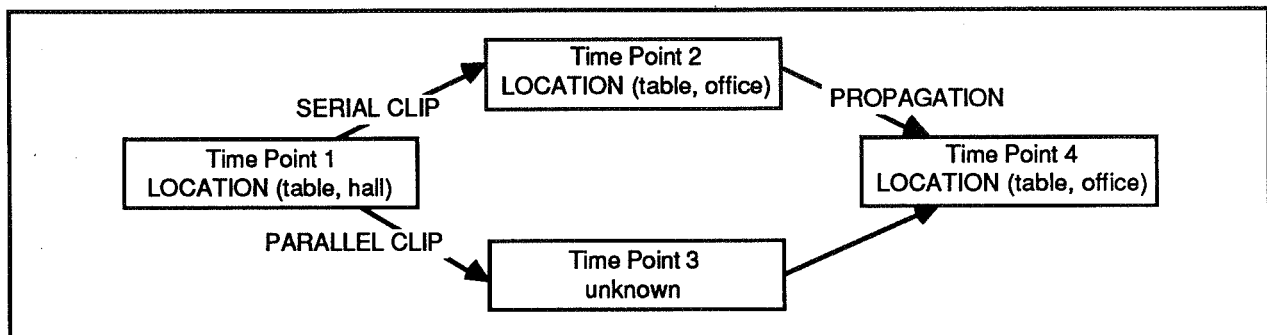 Time Point 2
LOCATION (table, office)
SERIAL CLIP
PROPAGATION
Time Point 1
LOCATION (table, hall)
Time Point 4
LOCATION (table, office)
PARALLEL CLIP
Time Point 3
unknown